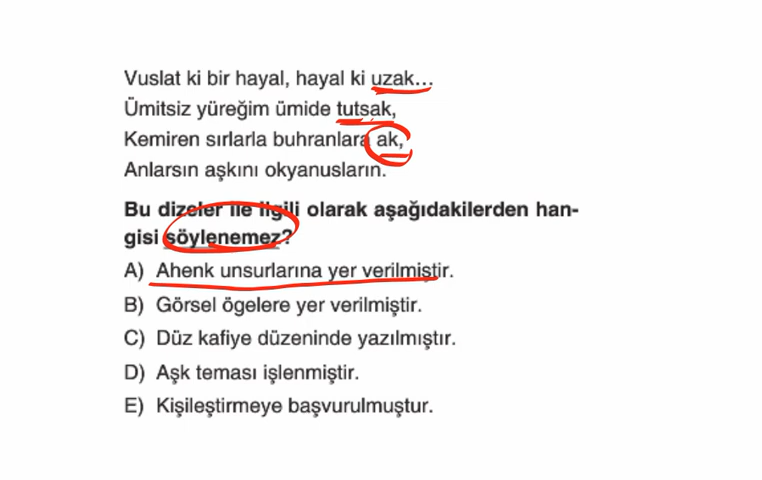 Vuslat ki bir hayal, hayal ki uzak...
Ümitsiz yüreğim ümide tutsak,
Kemiren sırlarla buhranlara ak,
Anlarsın aşkını okyanusların.
Bu dizeler ile ilgili olarak aşağıdakilerden han-
gisi söylenemez?
A) Ahenk unsurlarına yer verilmiştir.
B) Görsel ögelere yer verilmiştir.
C) Düz kafiye düzeninde yazılmıştır.
D) Aşk teması işlenmiştir.
E) Kişileştirmeye başvurulmuştur.